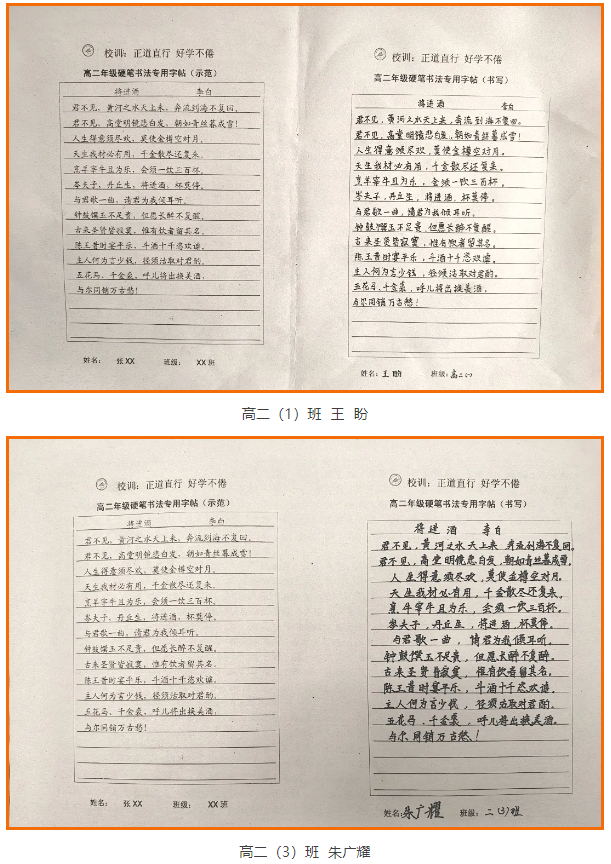 校训：正道直行 好学不倦
高二年级硬笔书法专用字帖（示范）
将进酒 李白
君不见，黄河之水天上来，奔流到海不复回。
君不见，高堂明镜悲白发，朝如青丝暮成雪！
人生得意须尽欢，莫使金樽空对月。
天生我材必有用，千金散尽还复来。
烹羊宰牛且为乐，会须一饮三百杯。
岑夫子，丹丘生，将进酒，杯莫停。
与君歌一曲，请君为我倾耳听。
钟鼓馔玉不足贵，但愿长醉不复醒。
古来圣贤皆寂寞，惟有饮者留其名。
陈王昔时宴平乐，斗酒十千恣欢谑。
主人何为言少钱，径须沽取对君酌。
五花马，千金裘，呼儿将出换美酒，
与尔同销万古愁！
姓名： 张XX 班级： XX班
校训：正道直行 好学不倦
高二年级硬笔书法专用字帖（书写）
将进酒 李白
君不见，黄河之水天上来，奔流到海不复回。
君不见，高堂明镜悲白发，朝如青丝暮成雪！
人生得意须尽欢，莫使金樽空对月。
天生我材必有用，千金散尽还复来。
烹羊宰牛且为乐，会须一饮三百杯。
岑夫子，丹丘生，将进酒，杯莫停。
与君歌一曲，请君为我倾耳听。
钟鼓馔玉不足贵，但愿长醉不复醒。
古来圣贤皆寂寞，惟有饮者留其名。
陈王昔时宴平乐，斗酒十千恣欢谑。
主人何为言少钱，径须沽取对君酌。
五花马、千金裘，呼儿将出换美酒，
与尔同销万古愁！
姓名：王盼 班级：高二（1）
高二（1）班 王 盼
校训：正道直行 好学不倦
高二年级硬笔书法专用字帖（示范）
将进酒 李白
君不见，黄河之水天上来，奔流到海不复回。
君不见，高堂明镜悲白发，朝如青丝暮成雪！
人生得意须尽欢，莫使金樽空对月。
天生我材必有用，千金散尽还复来。
烹羊宰牛且为乐，会须一饮三百杯。
岑夫子，丹丘生，将进酒，杯莫停。
与君歌一曲，请君为我倾耳听。
钟鼓馔玉不足贵，但愿长醉不复醒。
古来圣贤皆寂寞，惟有饮者留其名。
陈王昔时宴平乐，斗酒十千恣欢谑。
主人何为言少钱，径须沽取对君酌。
五花马，千金裘，呼儿将出换美酒，
与尔同销万古愁！
姓名： 张XX 班级： XX班
校训：正道直行 好学不倦
高二年级硬笔书法专用字帖（书写）
将进酒 李白
君不见，黄河之水天上来 奔流到海不复回。
君不见，高堂明镜悲白发，朝如青丝暮成雪。
人生得意须尽欢，莫使金樽空对月。
天生我材必有用，千金散尽还复来。
宰牛且为乐，会须一饮三百杯。
岑夫子，丹丘生，将进酒，杯莫停。
与君歌一曲，请君为我倾耳听。
钟鼓馔玉不足贵，但愿长醉不复醒。
古来圣贤皆寂寞，惟有饮者留其名。
陈王昔时宴平乐，斗酒十千恣欢谑。
主人何为言少钱，径须沽取对君酌。
五花马、千金裘，呼儿将出换美酒。
与尔同销万古愁！
姓名：朱广耀 班级：二（3）班
高二（3）班 朱广耀